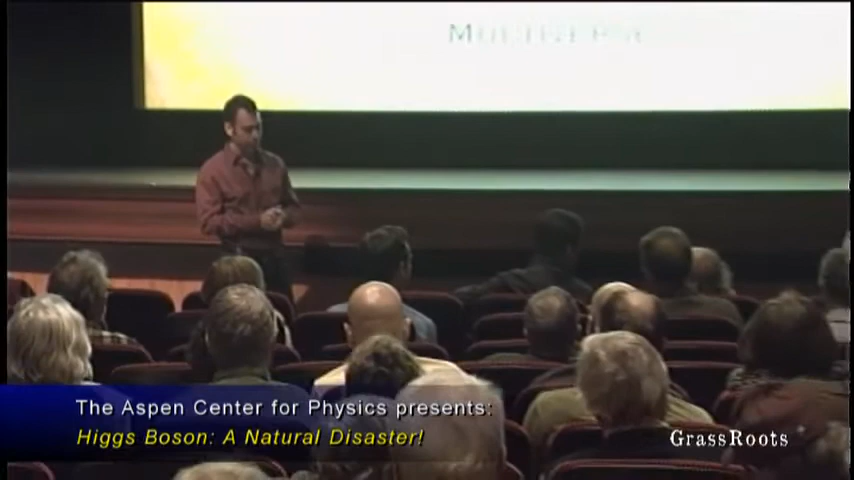 The Aspen Center for Physics presents:
Higgs Boson: A Natural Disaster!
GrassRoots